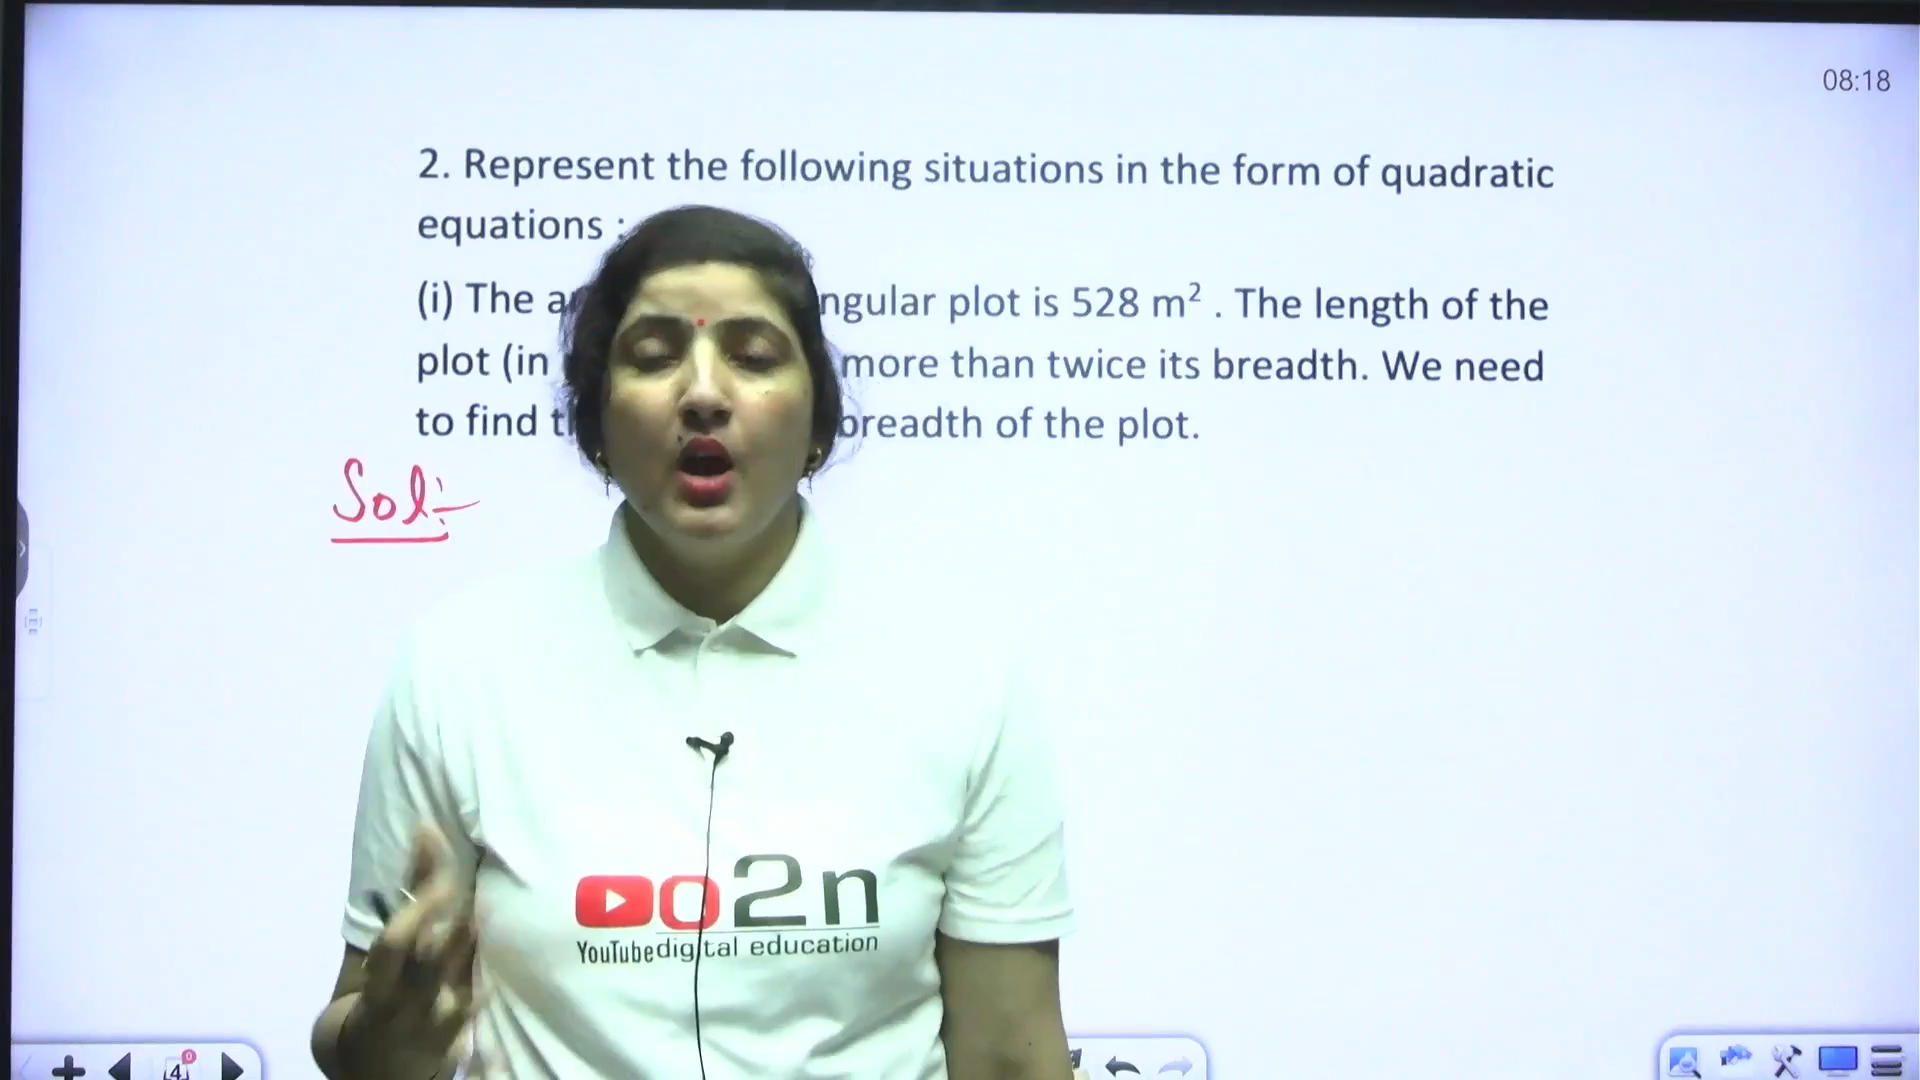 08:18
2. Represent the following situations in the form of quadratic
equations :
(i) The ngular plot is 528 m² . The length of the
plot (in more than twice its breadth. We need
to find breadth of the plot.
Sol:-
o2n
YouTube digital education
4